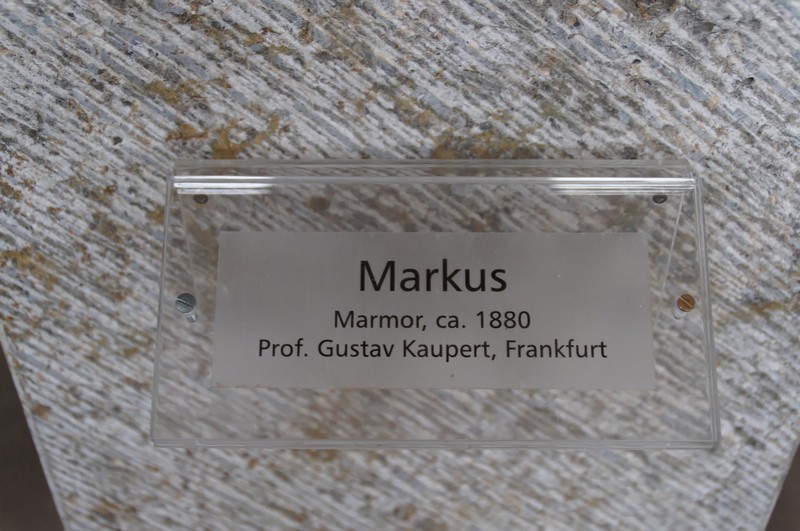 Markus
Marmor, ca. 1880
Prof. Gustav Kaupert, Frankfurt